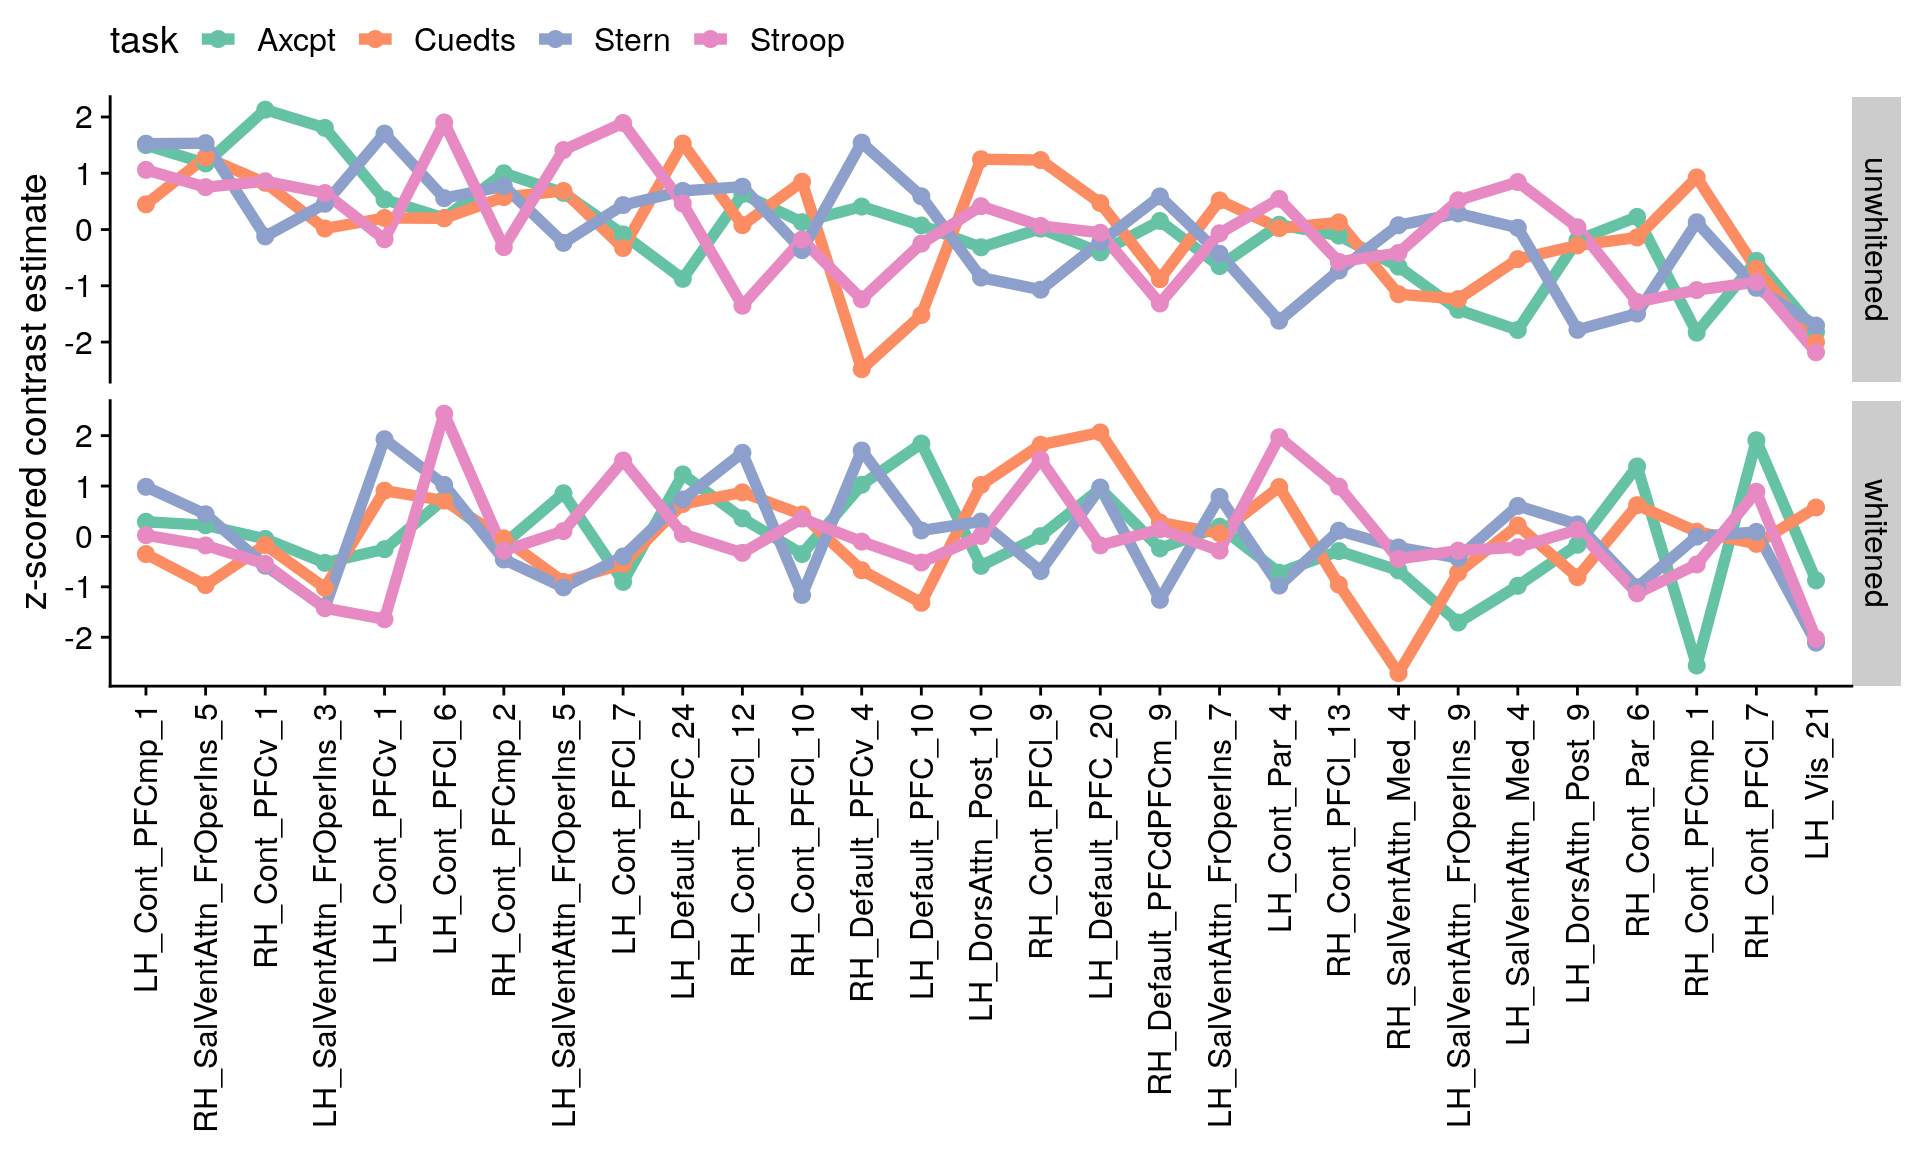 task Axcpt Cuedts Stern Stroop
z-scored contrast estimate
2
1
0
-1
-2
unwhitened
2
1
0
-1
-2
whitened
LH_Cont_PFCmp_1
RH_SalVentAttn_FrOperIns_5
RH_Cont_PFCv_1
LH_SalVentAttn_FrOperIns_3
LH_Cont_PFCv_1
LH_Cont_PFCl_6
RH_Cont_PFCmp_2
LH_SalVentAttn_FrOperIns_5
LH_Cont_PFCl_7
LH_Default_PFC_24
RH_Cont_PFCl_12
RH_Cont_PFCl_10
RH_Default_PFCv_4
LH_Default_PFC_10
LH_DorsAttn_Post_10
RH_Cont_PFCl_9
LH_Default_PFC_20
RH_Default_PFCdPFCm_9
LH_SalVentAttn_FrOperIns_7
LH_Cont_Par_4
RH_Cont_PFCl_13
RH_SalVentAttn_Med_4
LH_SalVentAttn_FrOperIns_9
LH_SalVentAttn_Med_4
LH_DorsAttn_Post_9
RH_Cont_Par_6
RH_Cont_PFCmp_1
RH_Cont_PFCl_7
LH_Vis_21